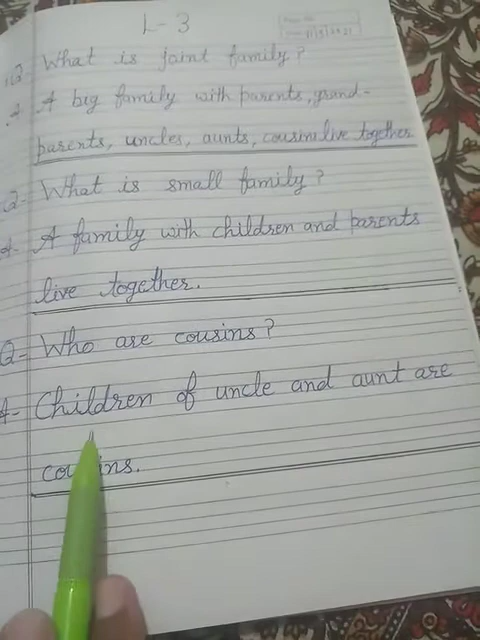 L-3
Q- What is joint family?
A- A big family with parents, grand-
parents, uncles, aunts, cousins live together
Q- What is small family?
A- A family with children and parents
live together.
Q- Who are cousins?
A- Children of uncle and aunt are
cousins.